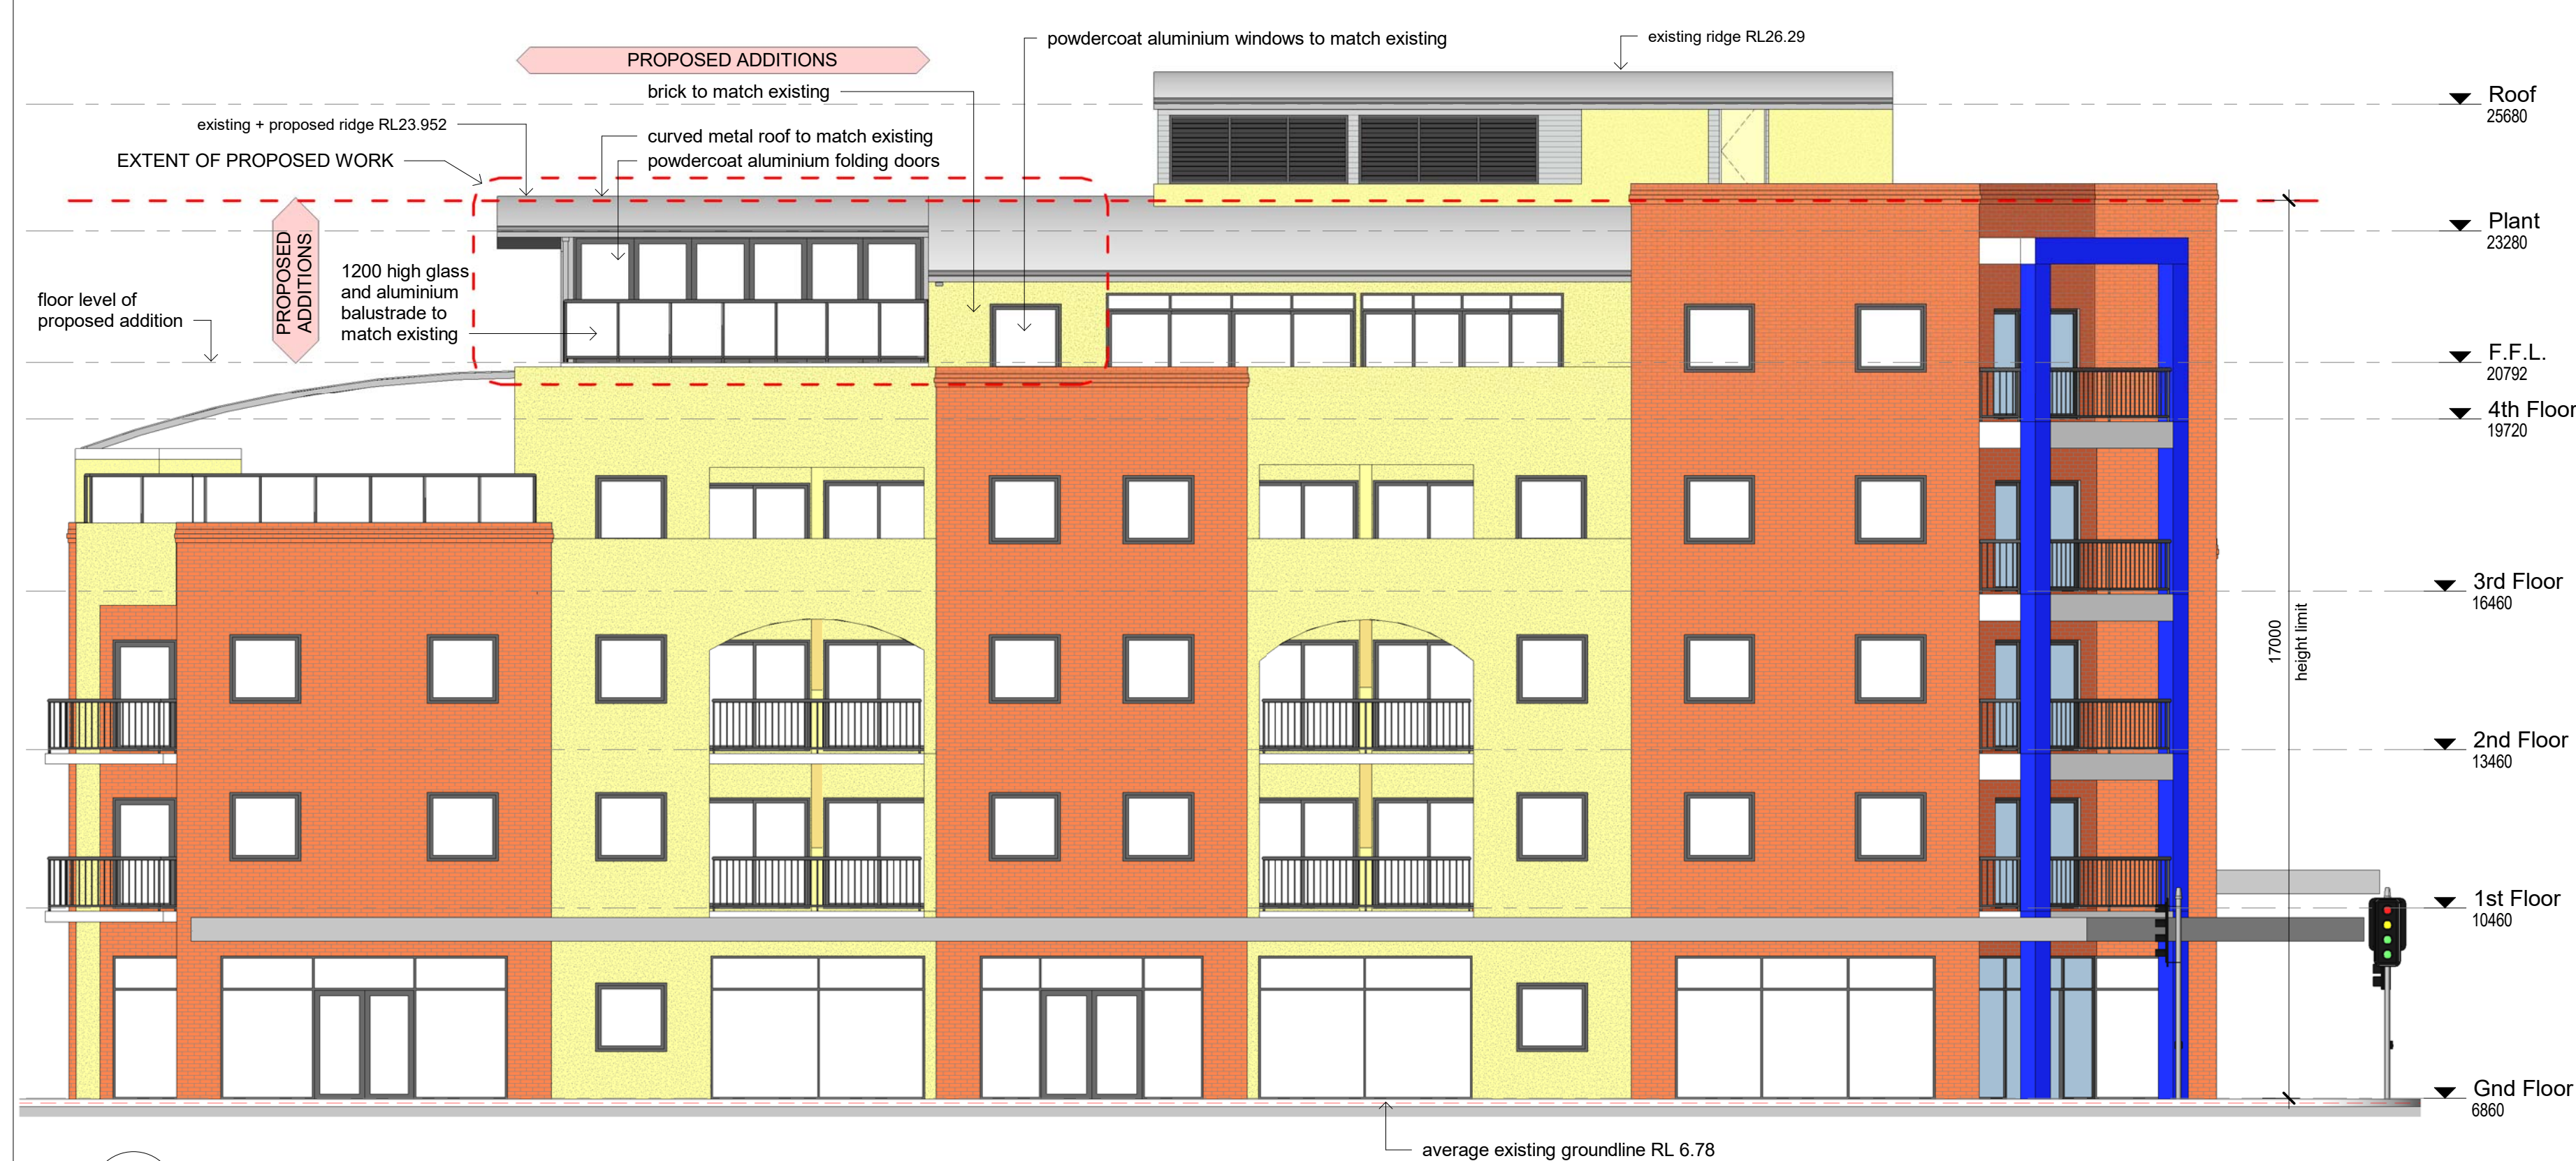 powdercoat aluminium windows to match existing
existing ridge RL26.29
PROPOSED ADDITIONS
brick to match existing
Roof
25680
existing + proposed ridge RL23.952
curved metal roof to match existing
EXTENT OF PROPOSED WORK
powdercoat aluminium folding doors
Plant
23280
PROPOSED
ADDITIONS
1200 high glass
and aluminium
balustrade to
match existing
floor level of
proposed addition
F.F.L.
20792
4th Floor
19720
3rd Floor
16460
17000
height limit
2nd Floor
13460
1st Floor
10460
Gnd Floor
6860
average existing groundline RL 6.78